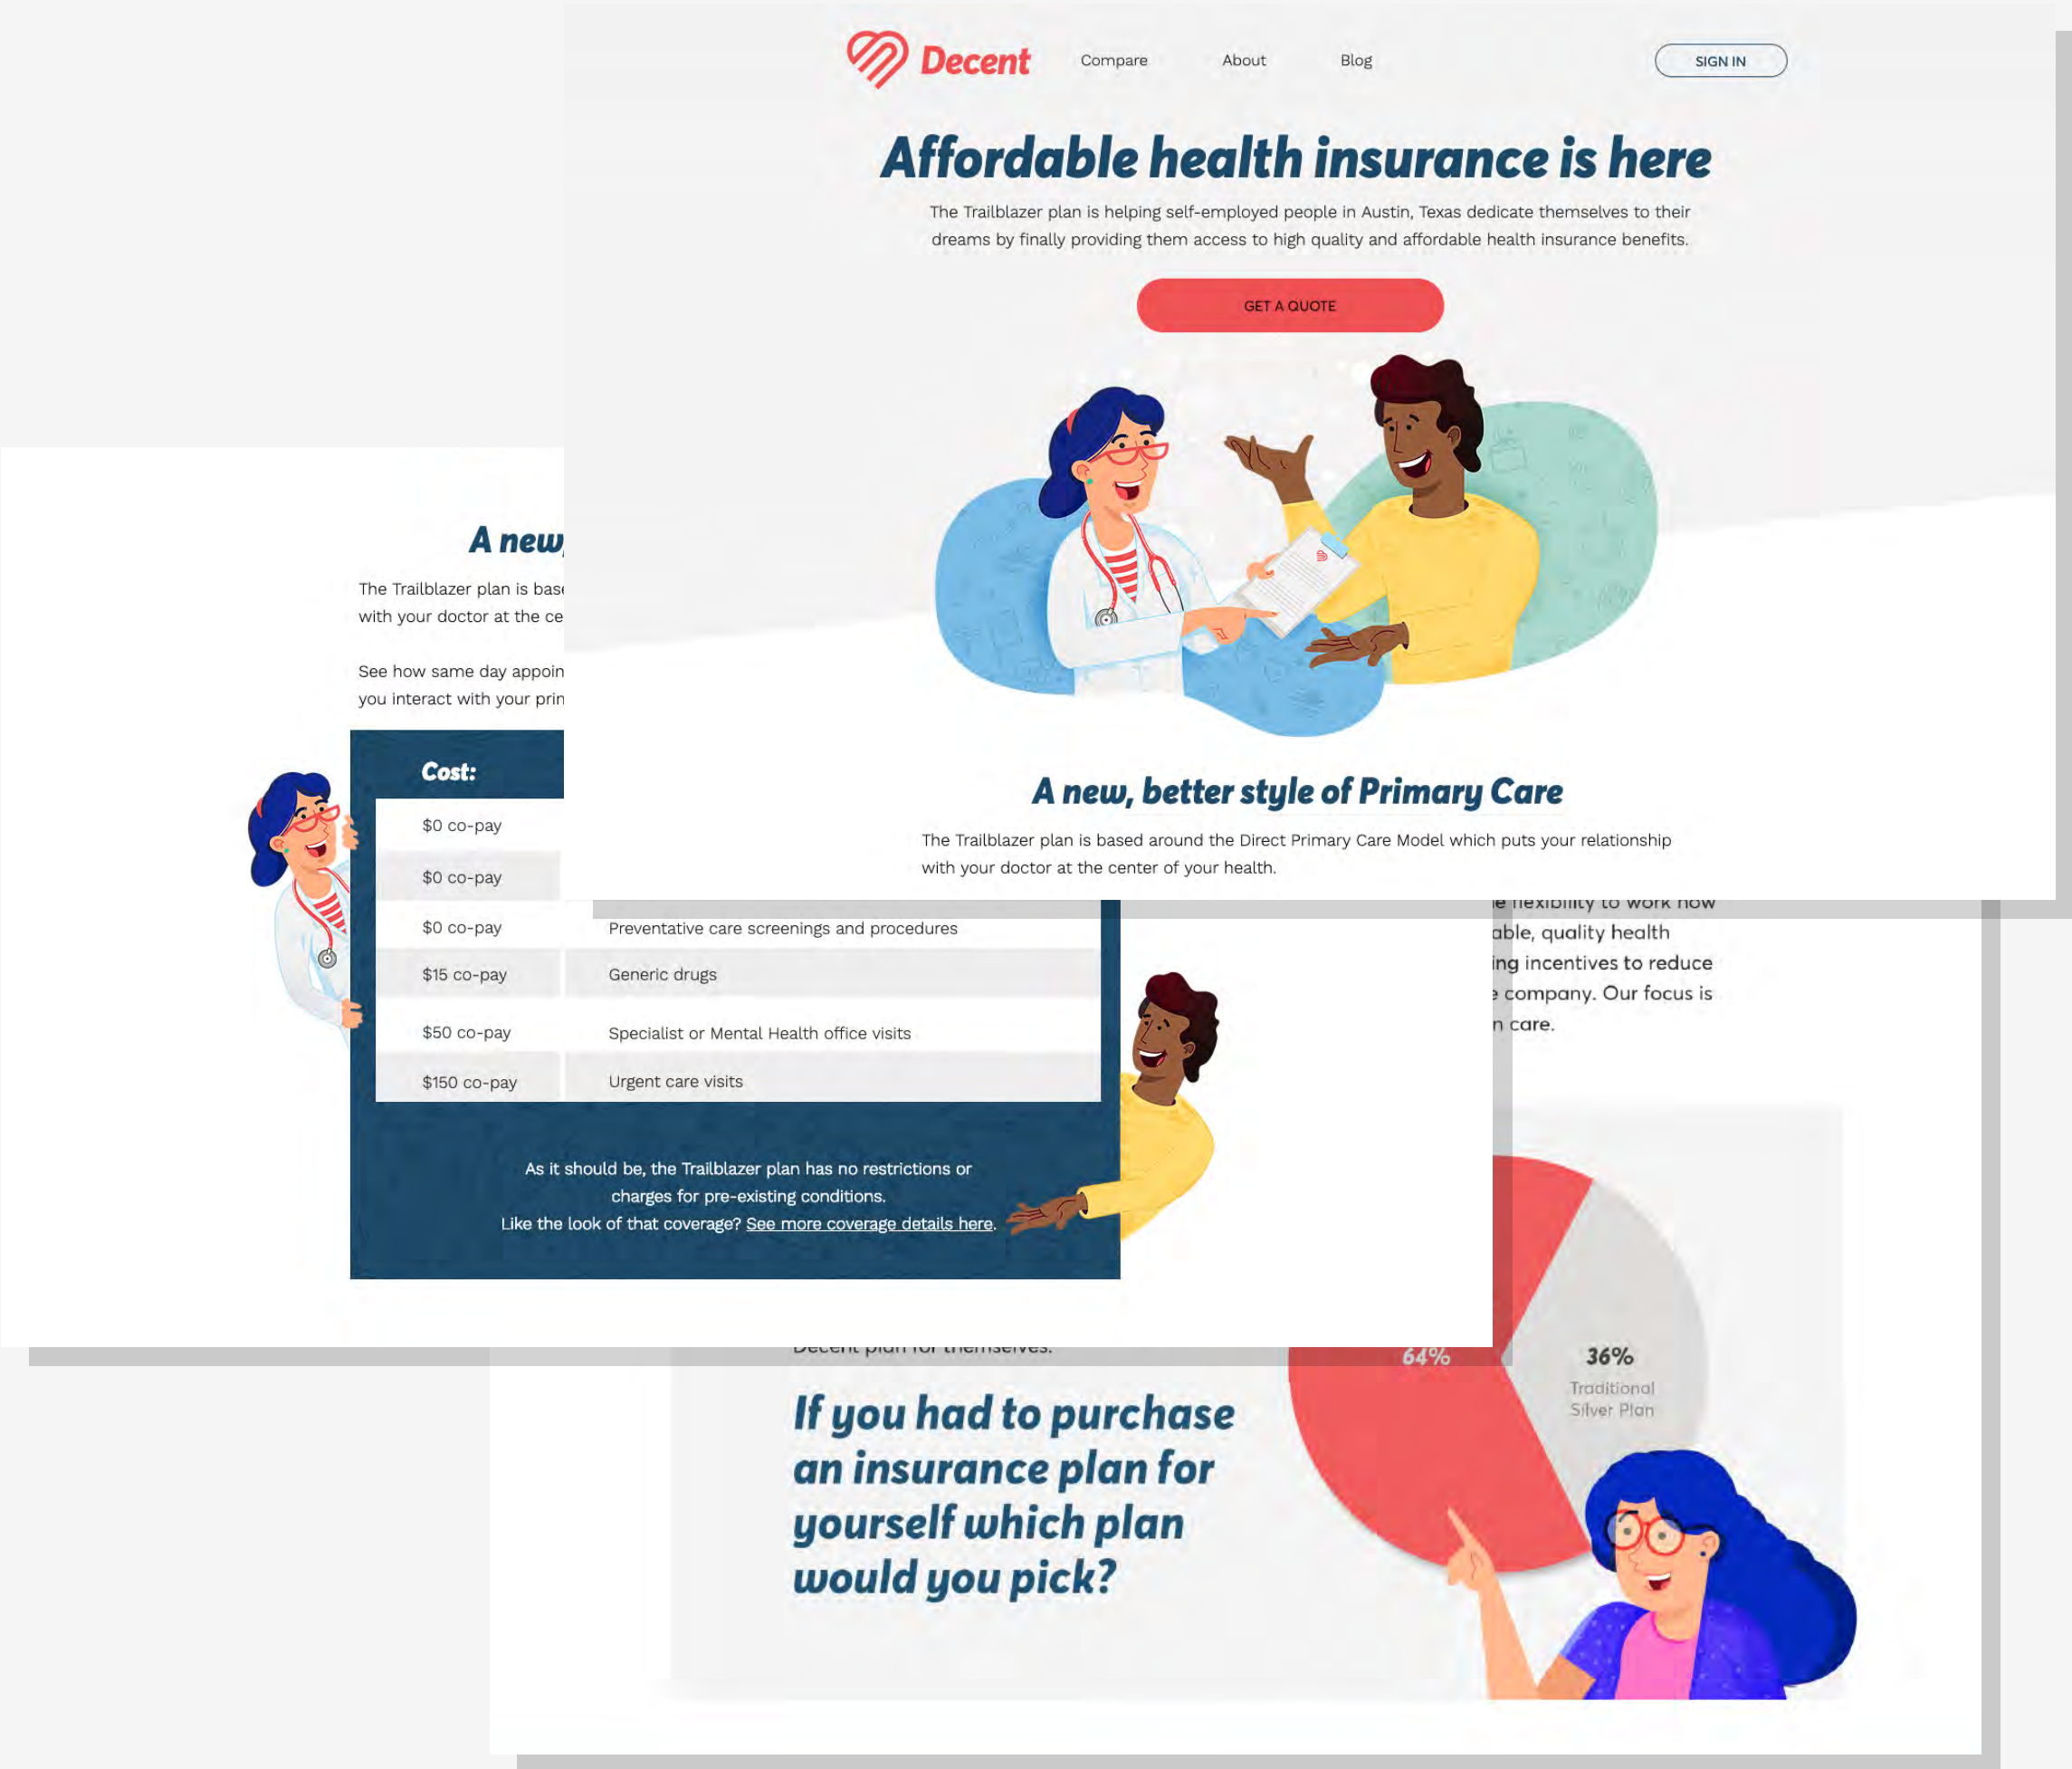 Decent
Compare
About
Blog
SIGN IN
Affordable health insurance is here
The Trailblazer plan is helping self-employed people in Austin, Texas dedicate themselves to their
dreams by finally providing them access to high quality and affordable health insurance benefits.
GET A QUOTE
A new, better style of Primary Care
The Trailblazer plan is based around the Direct Primary Care Model which puts your relationship
with your doctor at the center of your health.
A new,
The Trailblazer plan is
with your doctor at the
See how same day
you interact with your
Cost:
$0 co-pay
$0 co-pay
$0 co-pay Preventative care screenings and procedures
$15 co-pay Generic drugs
$50 co-pay Specialist or Mental Health office visits
$150 co-pay Urgent care visits
As it should be, the Trailblazer plan has no restrictions or
charges for pre-existing conditions.
Like the look of that coverage? See more coverage details here.
flexibility to work how
quality health
incentives to reduce
company. Our focus is
care.
Decent plan for themselves.
If you had to purchase
an insurance plan for
yourself which plan
would you pick?
64%
36%
Traditional
Silver Plan